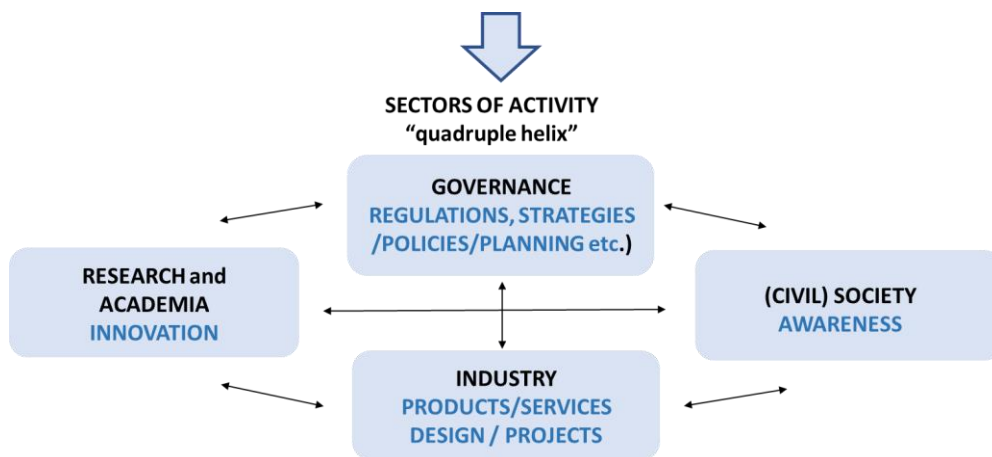 SECTORS OF ACTIVITY
“quadruple helix”
GOVERNANCE
REGULATIONS, STRATEGIES
/POLICIES/PLANNING etc.)
RESEARCH and
ACADEMIA
INNOVATION
(CIVIL) SOCIETY
AWARENESS
INDUSTRY
PRODUCTS/SERVICES
DESIGN / PROJECTS